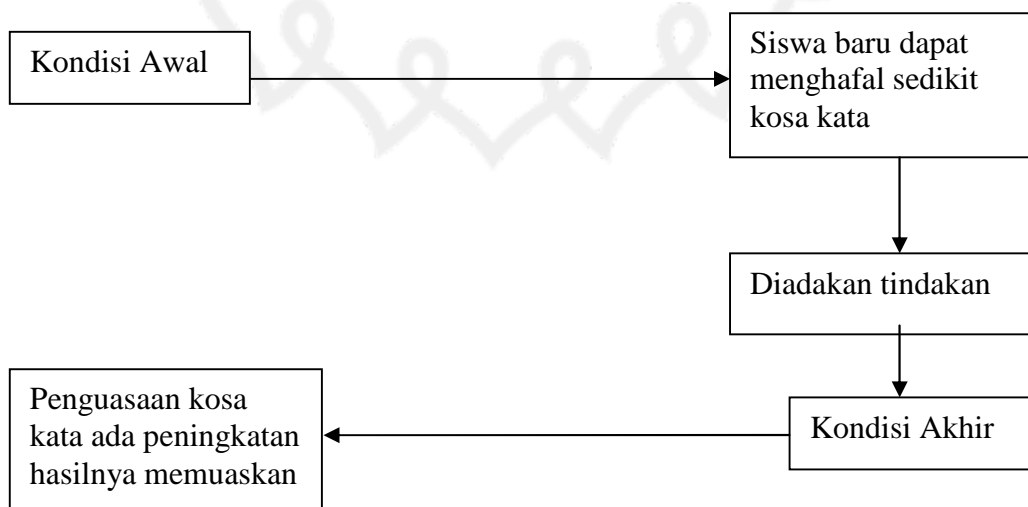 Kondisi Awal
Siswa baru dapat
menghafal sedikit
kosa kata
Diadakan tindakan
Kondisi Akhir
Penguasaan kosa
kata ada peningkatan
hasilnya memuaskan